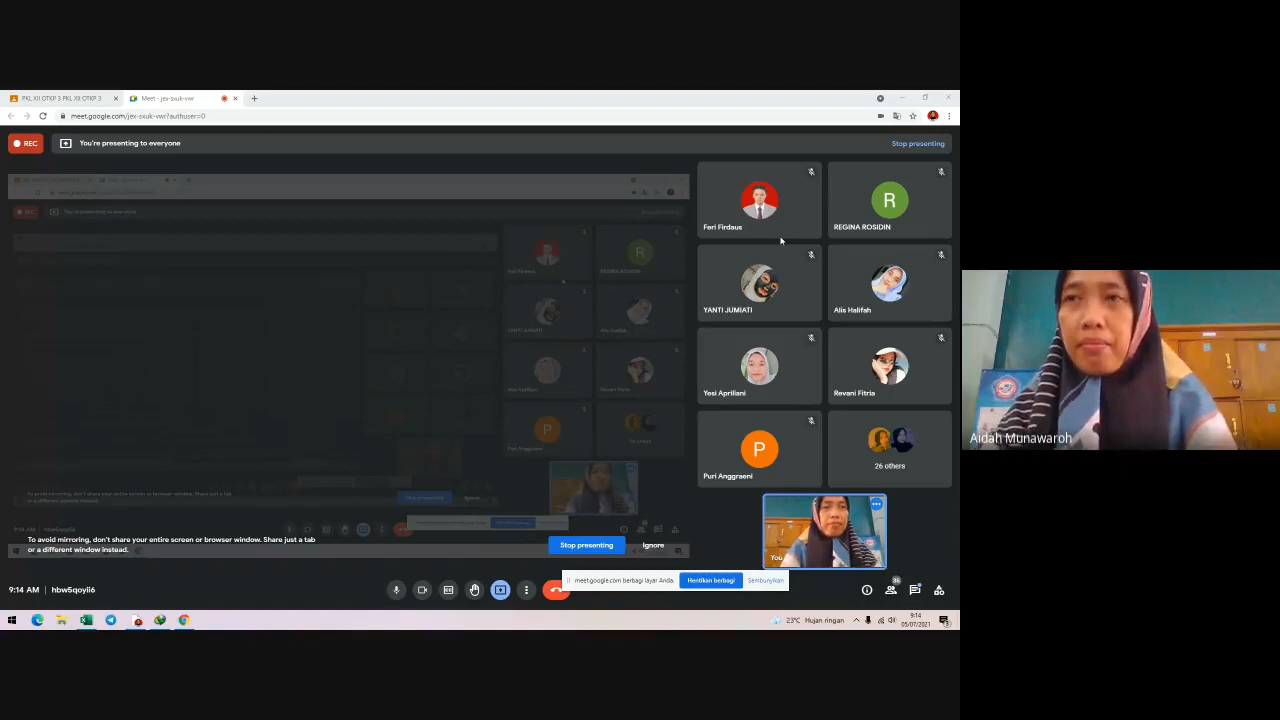 PKL XII OTKP 3 PKL XII OTKP 3
Meet - jex-sxuk-vwr
meet.google.com/jex-sxuk-vwr?authuser=0
REC
You're presenting to everyone
Stop presenting
Feri Firdaus
REGINA ROSIDIN
YANTI JUMIATI
Alis Halifah
Yesi Apriliani
Revani Fitria
P
Puri Anggraeni
R
26 others
You
Aidah Munawaroh
To avoid mirroring, don't share your entire screen or browser window. Share just a tab
or a different window instead.
Stop presenting
Ignore
meet.google.com berbagi layar Anda.
Hentikan berbagi
Sembunyikan
9:14 AM
hbw5qoyii6
23°C Hujan ringan
9:14
05/07/2021